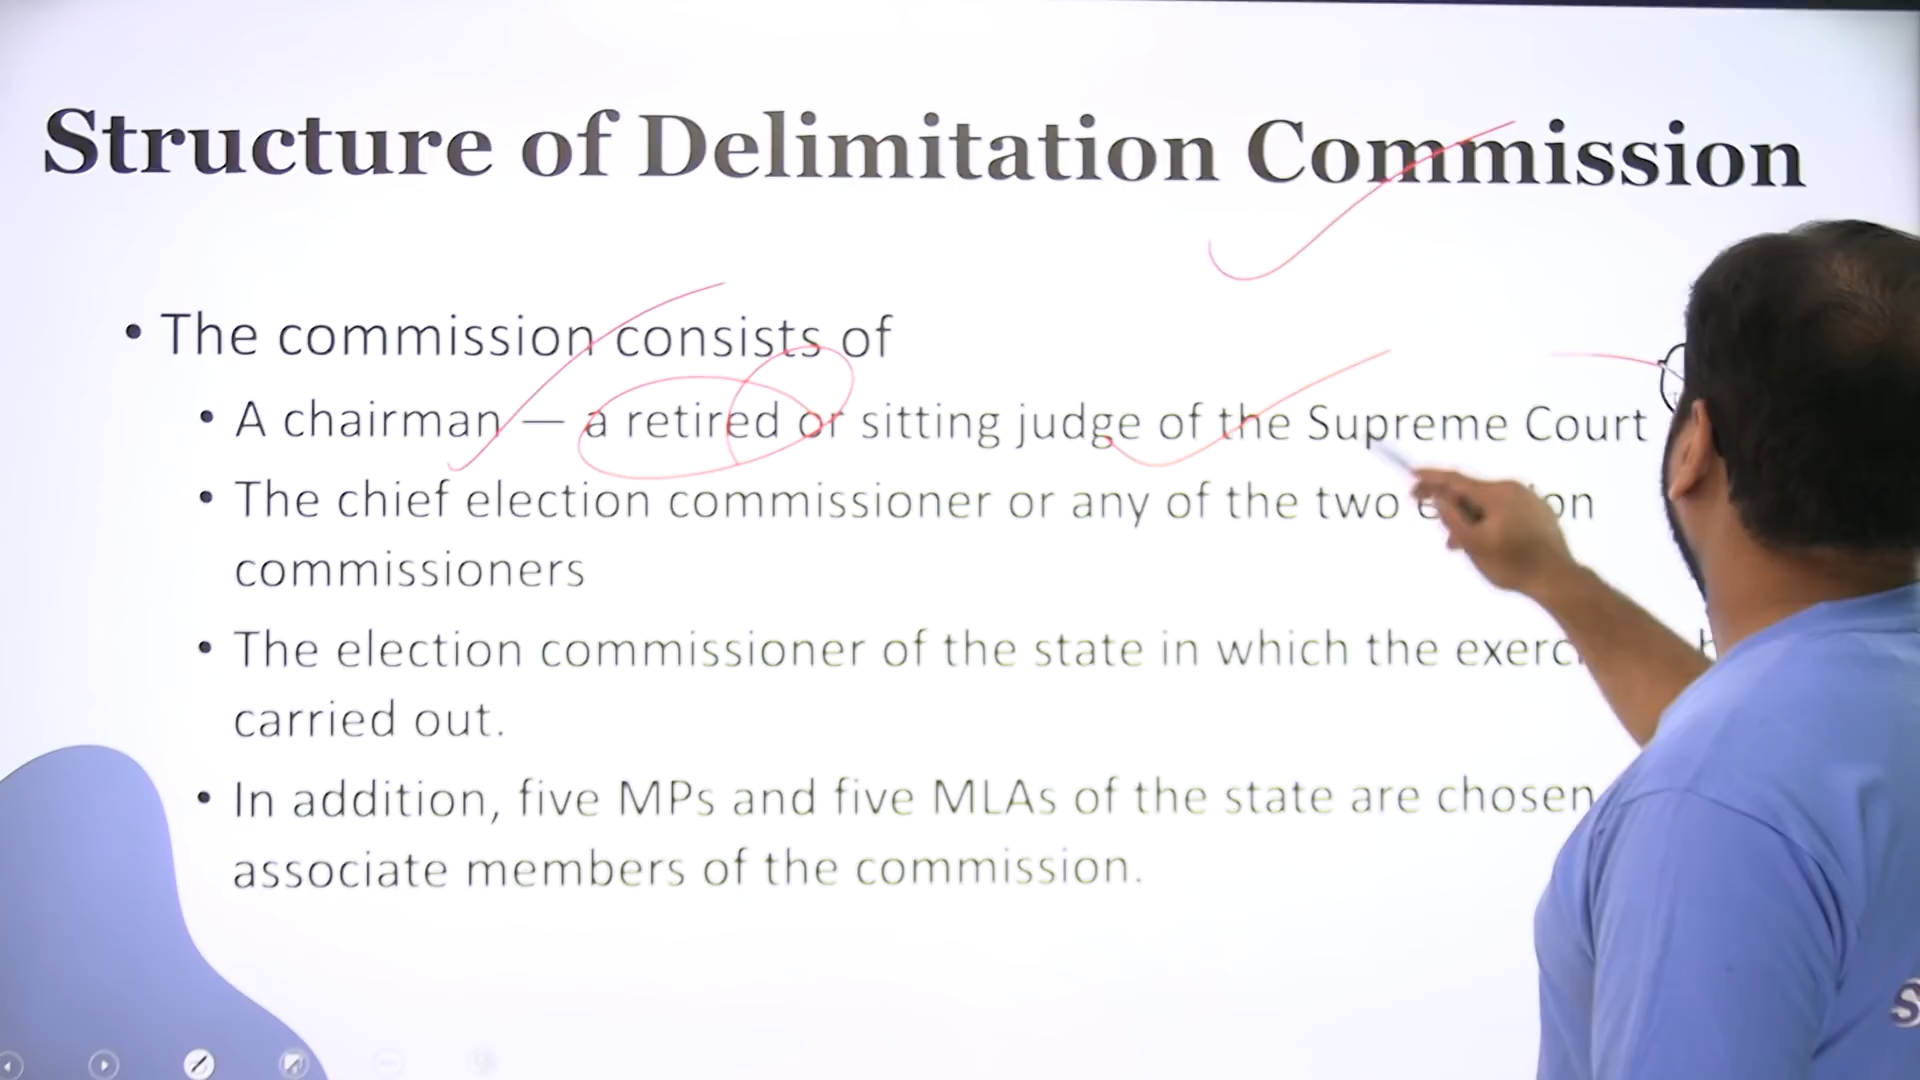 Structure of Delimitation Commission
• The commission consists of
• A chairman — a retired or sitting judge of the Supreme Court
• The chief election commissioner or any of the two
commissioners
• The election commissioner of the state in which the
carried out.
• In addition, five MPs and five MLAs of the state are chosen
associate members of the commission.